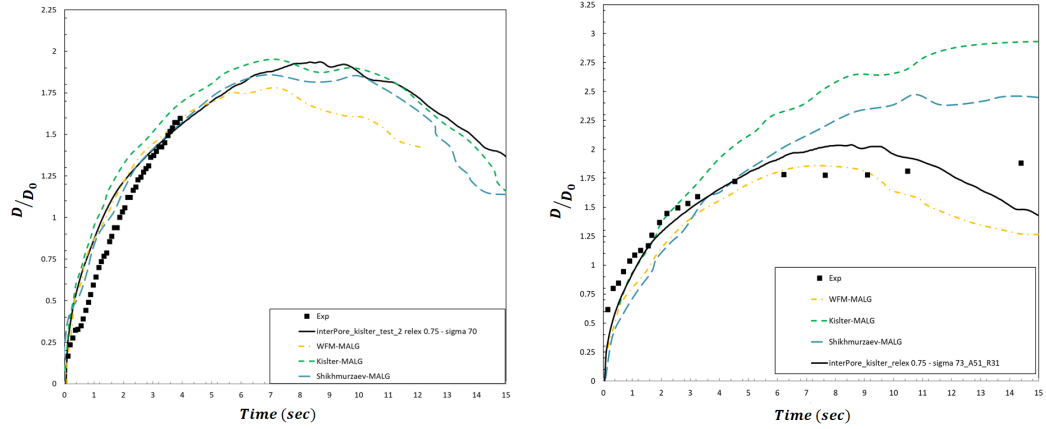 2.25
2
1.75
1.5
1.25
1
0.75
0.5
0.25
0
D/D0
0 1 2 3 4 5 6 7 8 9 10 11 12 13 14 15
Time (sec)
Exp
interPore_kislter_test_2 relex 0.75 - sigma 70
WFM-MALG
Kislter-MALG
Shikhmurzaev-MALG
3.25
3
2.75
2.5
2.25
2
1.75
1.5
1.25
1
0.75
0.5
0.25
0
D/D0
0 1 2 3 4 5 6 7 8 9 10 11 12 13 14 15
Time (sec)
Exp
WFM-MALG
Kislter-MALG
Shikhmurzaev-MALG
interPore_kislter_relex 0.75 - sigma 73_A51_R31